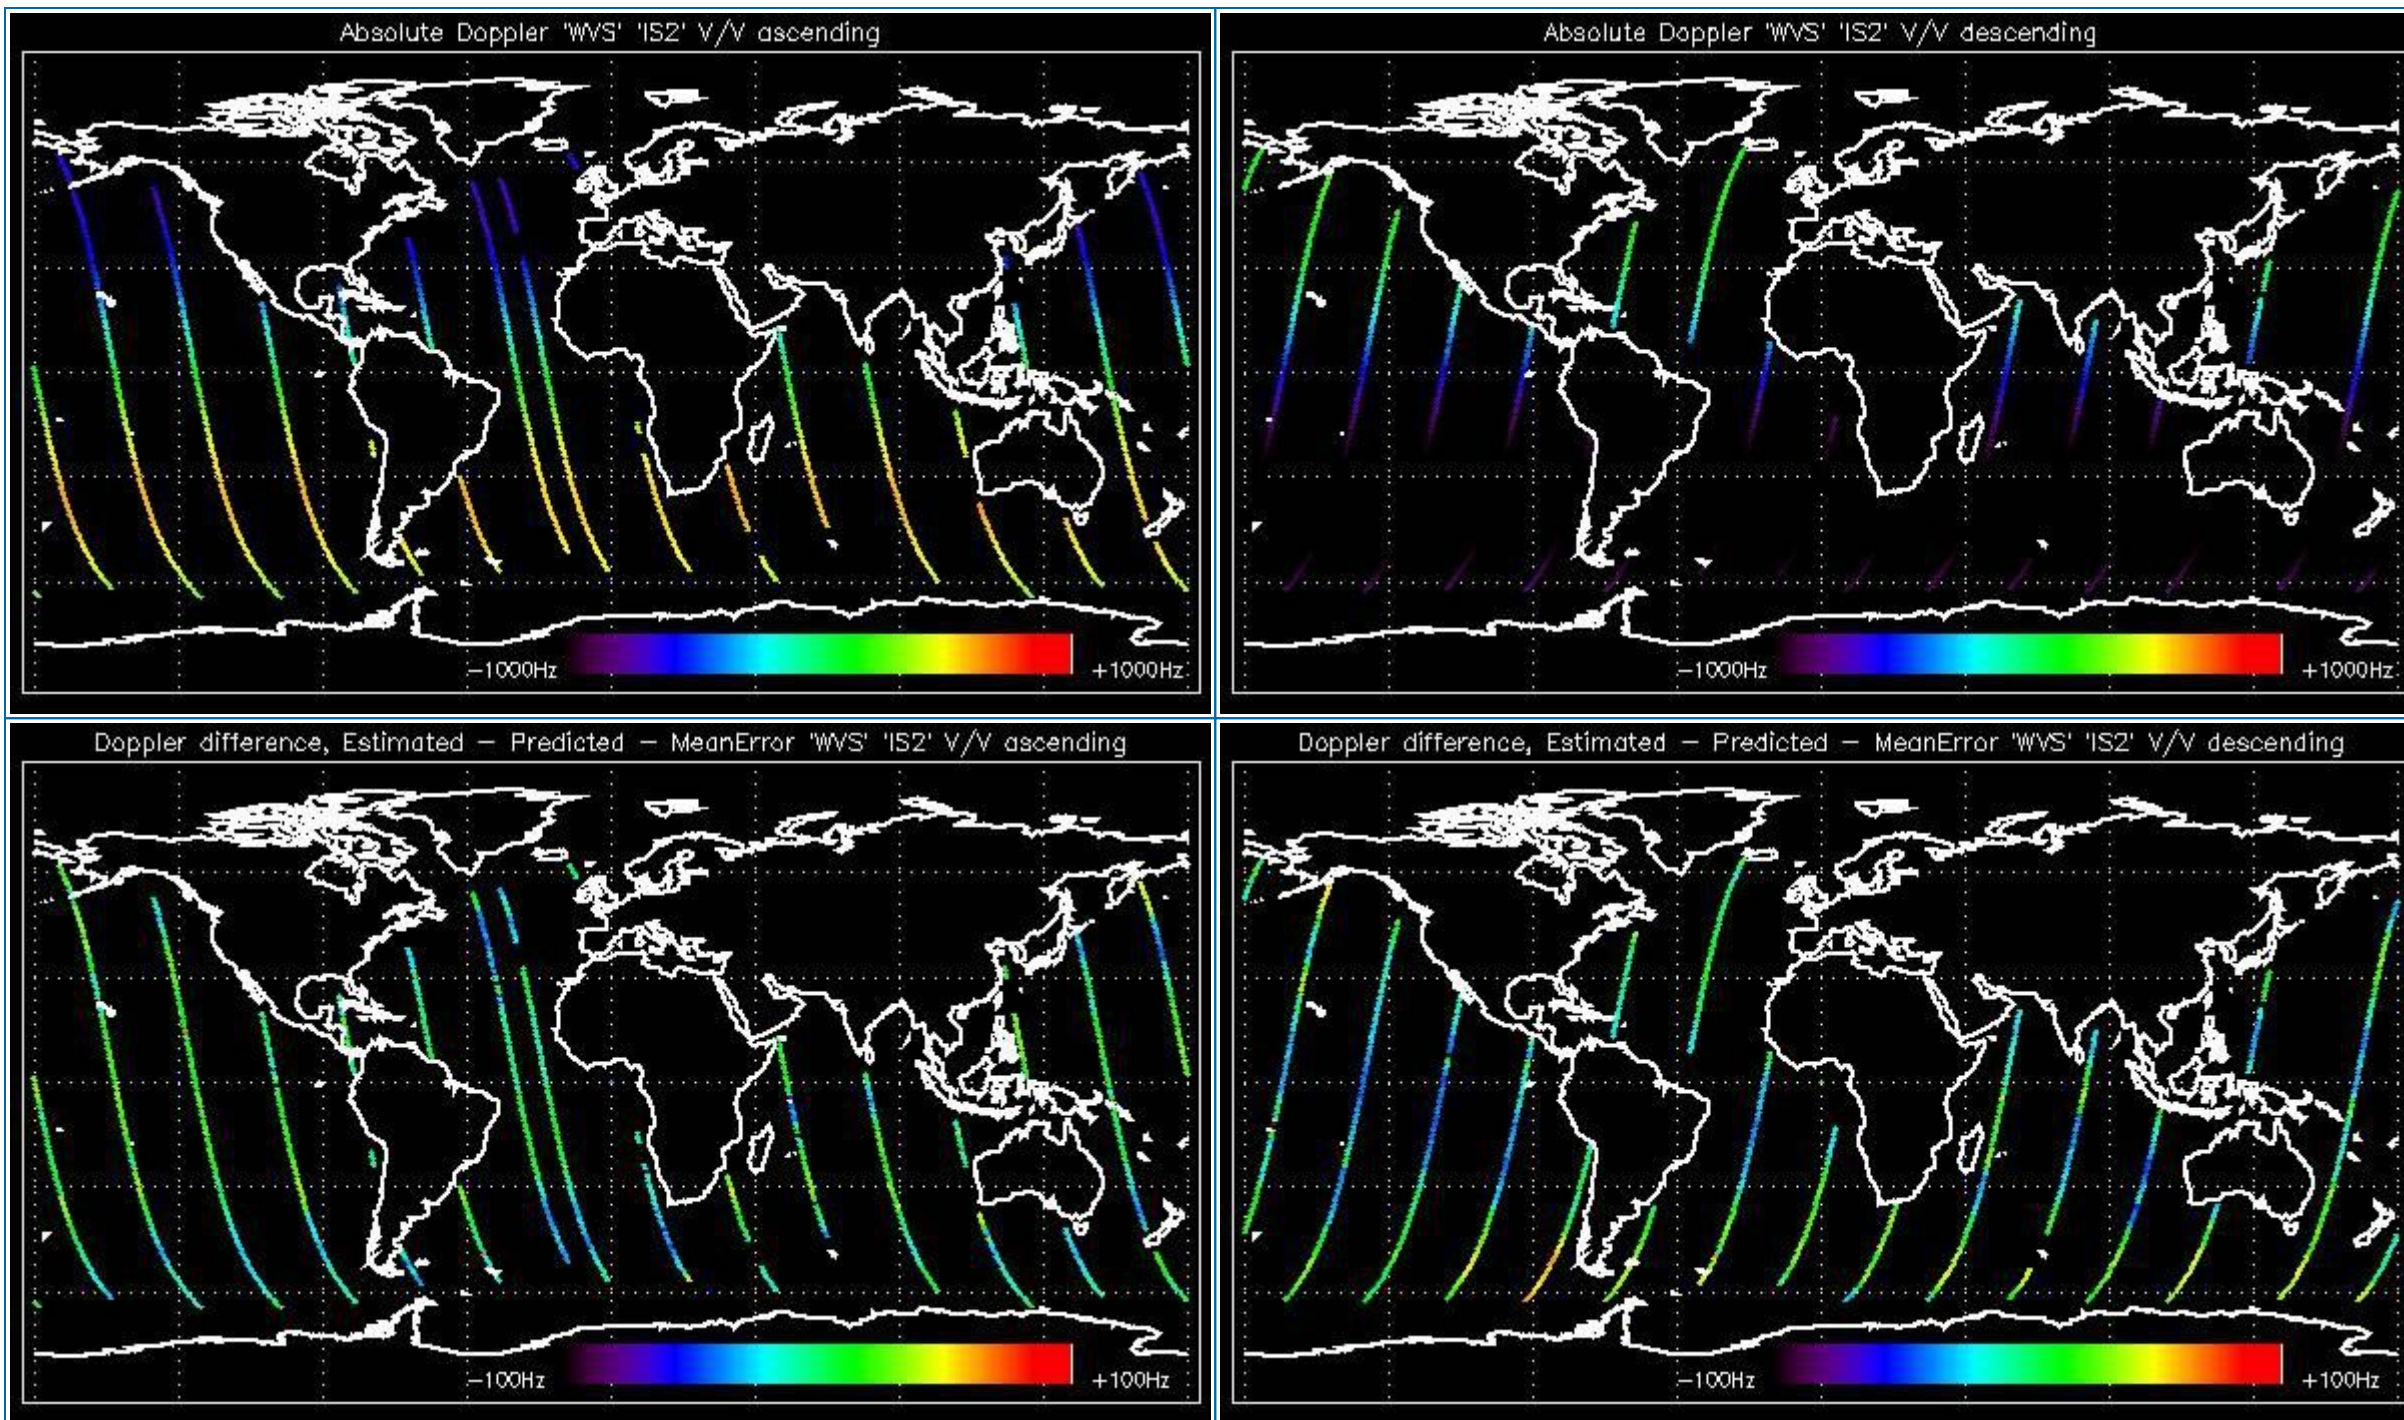 Absolute Doppler 'WVS' 'IS2' V/V ascending
−1000Hz
+1000Hz
Absolute Doppler 'WVS' 'IS2' V/V descending
−1000Hz
+1000Hz
Doppler difference, Estimated − Predicted − MeanError 'WVS' 'IS2' V/V ascending
−100Hz
+100Hz
Doppler difference, Estimated − Predicted − MeanError 'WVS' 'IS2' V/V descending
−100Hz
+100Hz